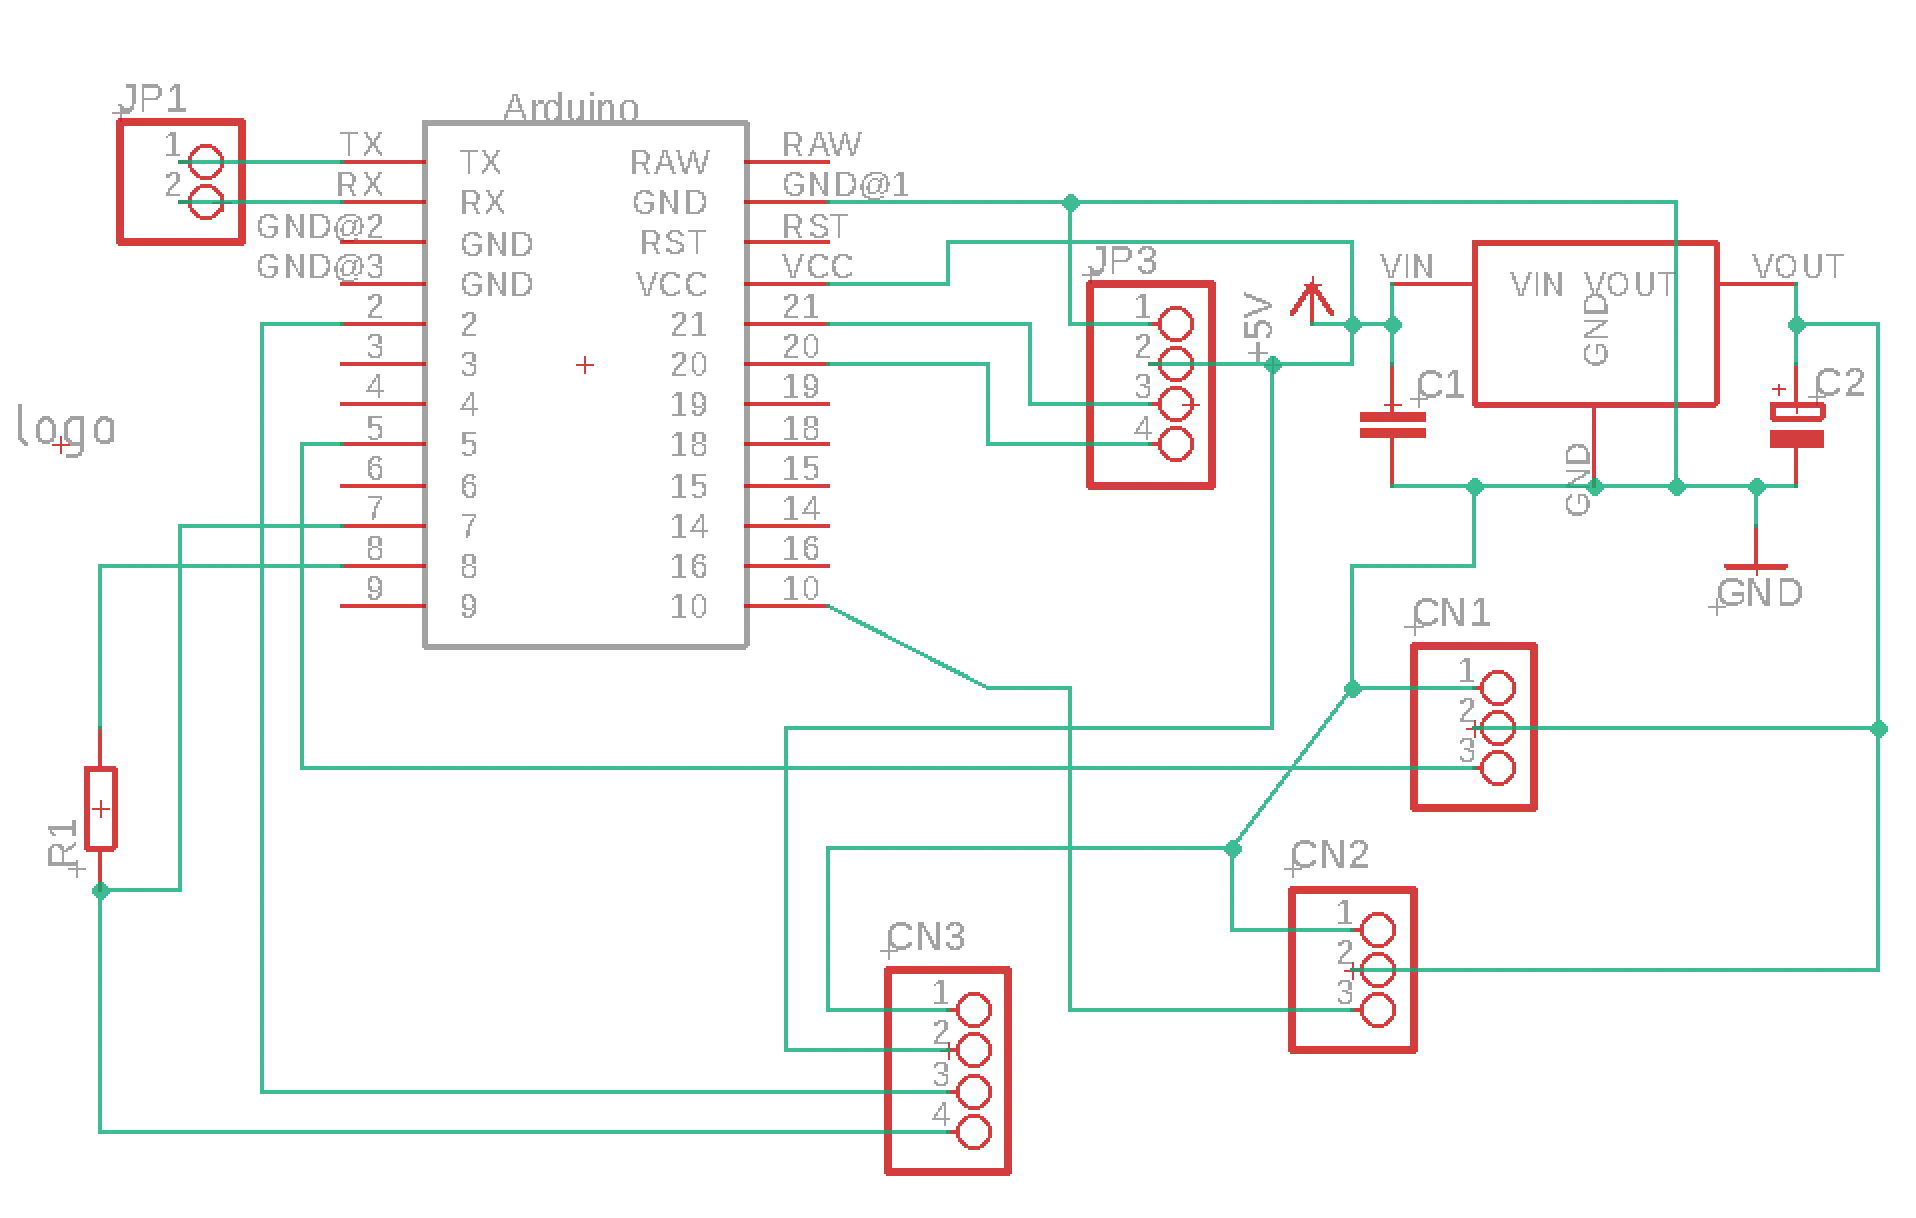 JP1
1
2
Arduino
TX
RX
GND@2
GND@3
2
3
4
5
6
7
8
9
TX
RX
GND
GND
2
3
4
5
6
7
8
9
RAW
GND
RST
VCC
21
20
19
18
15
14
16
10
RAW
GND@1
RST
VCC
21
20
19
18
15
14
16
10
JP3
1
2
3
4
+5V
VIN
VIN VOUT
GND
VOUT
GND
C1
C2
GND
logo
R1
CN1
1
2
3
CN2
1
2
3
CN3
1
2
3
4